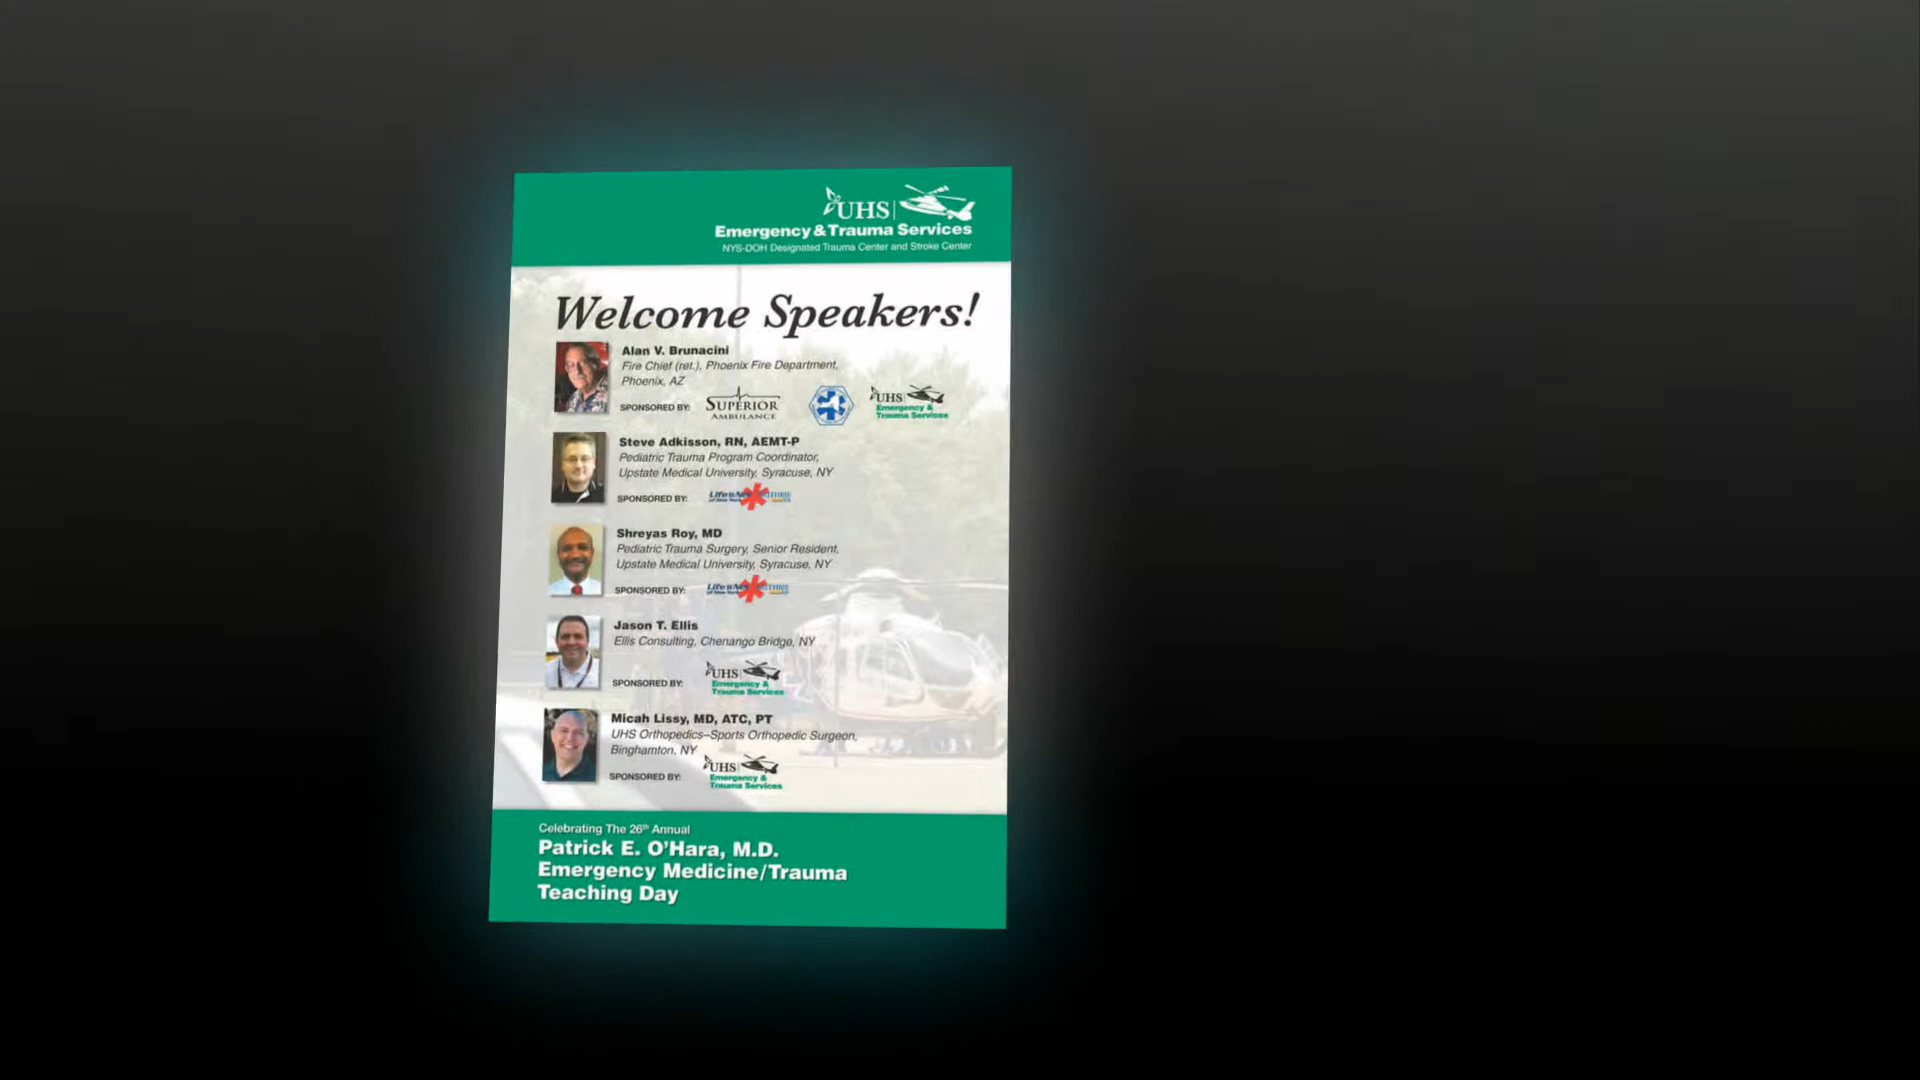 UHS
Emergency & Trauma Services
NYS-DOH Designated Trauma Center and Stroke Center
Welcome Speakers!
Alan V. Brunacini
Fire Chief (ret.), Phoenix Fire Department,
Phoenix, AZ
SPONSORED BY: SUPERIOR AMBULANCE UHS Emergency & Trauma Services
Steve Adkisson, RN, AEMT-P
Pediatric Trauma Program Coordinator,
Upstate Medical University, Syracuse, NY
SPONSORED BY:
Shreyas Roy, MD
Pediatric Trauma Surgery, Senior Resident,
Upstate Medical University, Syracuse, NY
SPONSORED BY:
Jason T. Ellis
Ellis Consulting, Chenango Bridge, NY
SPONSORED BY: UHS Emergency & Trauma Services
Micah Lissy, MD, ATC, PT
UHS Orthopedics–Sports Orthopedic Surgeon,
Binghamton, NY
SPONSORED BY: UHS Emergency & Trauma Services
Celebrating The 26th Annual
Patrick E. O'Hara, M.D.
Emergency Medicine/Trauma
Teaching Day